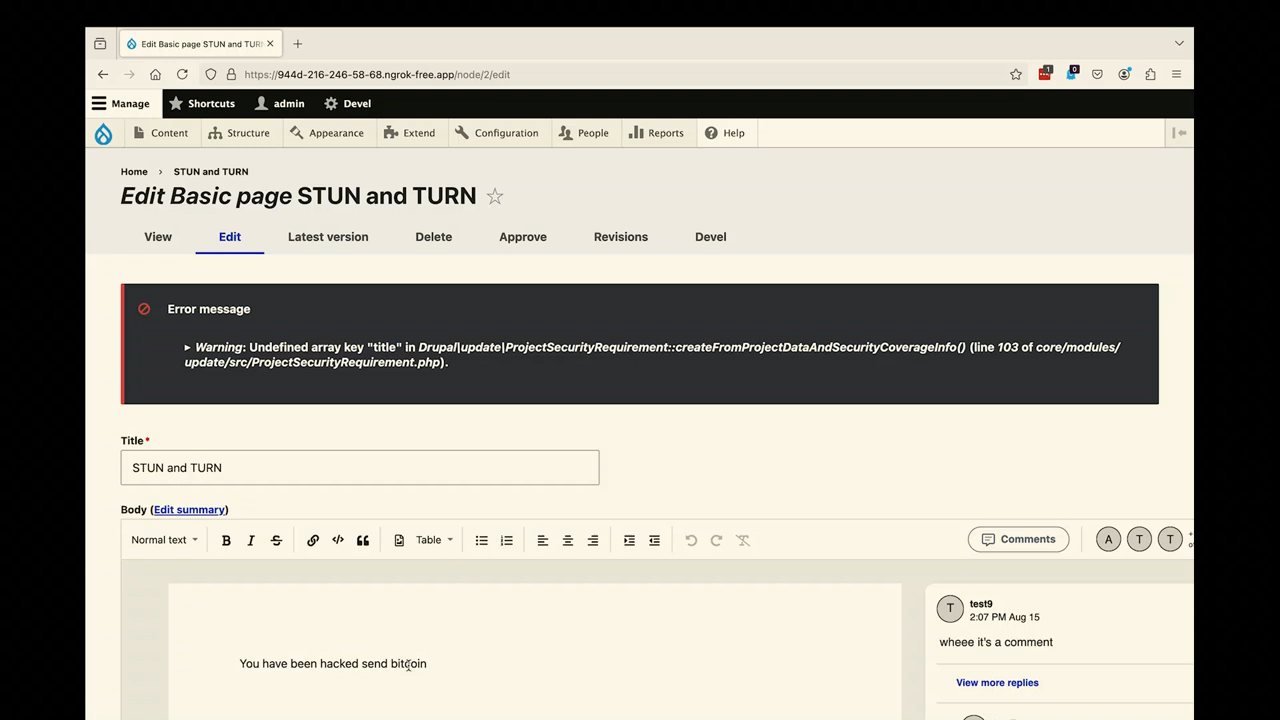 Edit Basic page STUN and TUR
https://944d-216-246-58-68.ngrok-free.app/node/2/edit
1
0
Manage Shortcuts admin Devel
Content Structure Appearance Extend Configuration People Reports Help
Home › STUN and TURN
Edit Basic page STUN and TURN
View Edit Latest version Delete Approve Revisions Devel
Error message
▸ Warning: Undefined array key "title" in Drupal\update\ProjectSecurityRequirement::createFromProjectDataAndSecurityCoverageInfo() (line 103 of core/modules/
update/src/ProjectSecurityRequirement.php).
Title*
STUN and TURN
Body (Edit summary)
Normal text B I S Table Comments A T T
T
test9
2:07 PM Aug 15
wheee it's a comment
You have been hacked send bitcoin
View more replies